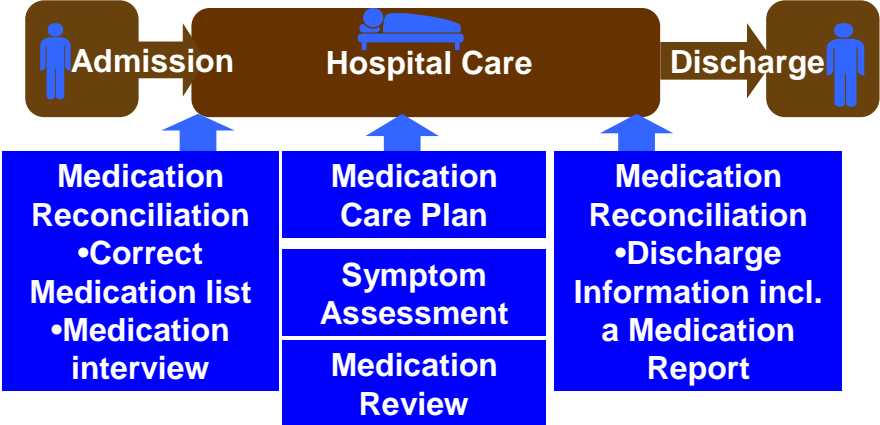 Admission
Hospital Care
Discharge
Medication
Reconciliation
•Correct
Medication list
•Medication
interview
Medication
Care Plan
Symptom
Assessment
Medication
Review
Medication
Reconciliation
•Discharge
Information incl.
a Medication
Report